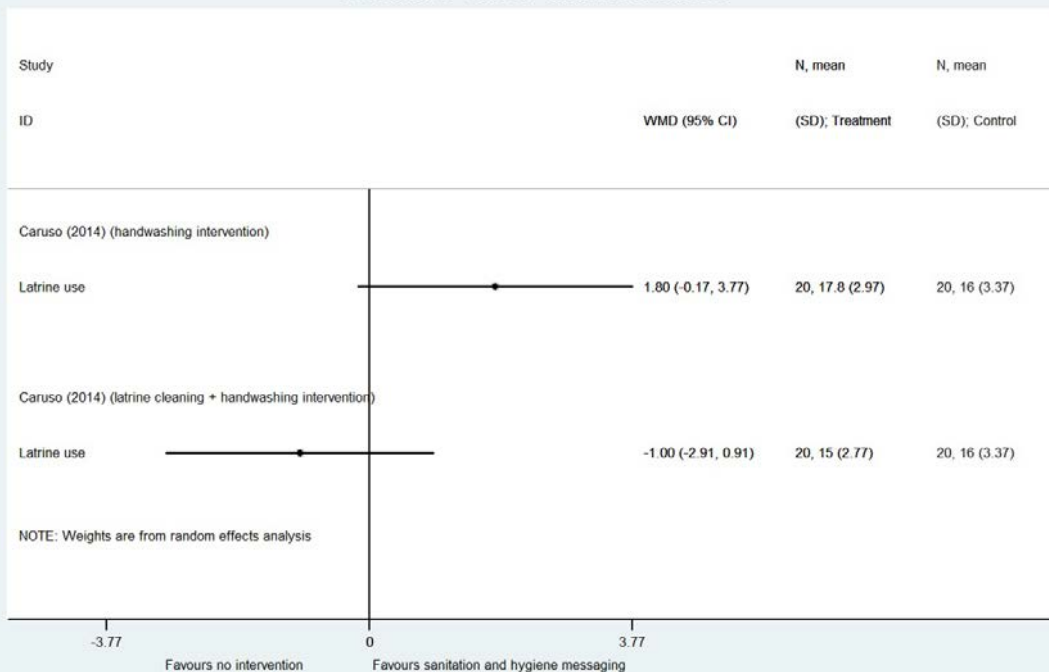 Study N, mean N, mean
ID WMD (95% CI) (SD); Treatment (SD); Control
Caruso (2014) (handwashing intervention)
Latrine use 1.80 (-0.17, 3.77) 20, 17.8 (2.97) 20, 16 (3.37)
Caruso (2014) (latrine cleaning + handwashing intervention)
Latrine use -1.00 (-2.91, 0.91) 20, 15 (2.77) 20, 16 (3.37)
NOTE: Weights are from random effects analysis
-3.77 0 3.77
Favours no intervention Favours sanitation and hygiene messaging